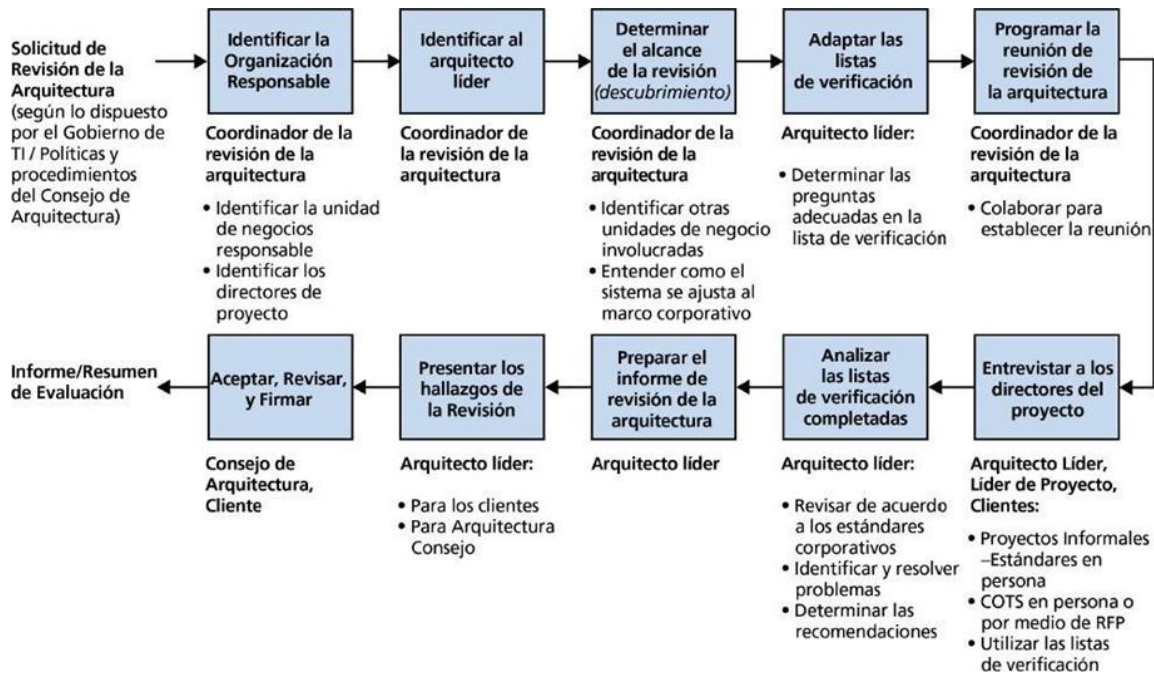 Solicitud de
Revisión de la
Arquitectura
(según lo dispuesto
por el Gobierno de
TI / Políticas y
procedimientos
del Consejo de
Arquitectura)
Identificar la
Organización
Responsable
Coordinador de la
revisión de la
arquitectura
• Identificar la unidad
de negocios
responsable
• Identificar los
directores de
proyecto
Identificar al
arquitecto
líder
Coordinador de
la revisión de la
arquitectura
Determinar
el alcance
de la revisión
(descubrimiento)
Coordinador de la
revisión de la
arquitectura
• Identificar otras
unidades de negocio
involucradas
• Entender como el
sistema se ajusta al
marco corporativo
Adaptar las
listas
de verificación
Arquitecto líder:
• Determinar las
preguntas
adecuadas en la
lista de verificación
Programar la
reunión de
revisión de
la arquitectura
Coordinador de la
revisión de la
arquitectura
• Colaborar para
establecer la reunión
Entrevistar a los
directores del
proyecto
Arquitecto Líder,
Líder de Proyecto,
Clientes:
• Proyectos Informales
–Estándares en
persona
• COTS en persona o
por medio de RFP
• Utilizar las listas
de verificación
Analizar
las listas
de verificación
completadas
Arquitecto líder:
• Revisar de acuerdo
a los estándares
corporativos
• Identificar y resolver
problemas
• Determinar las
recomendaciones
Preparar el
informe de
revisión de la
arquitectura
Arquitecto líder
Presentar los
hallazgos de
la Revisión
Arquitecto líder:
• Para los clientes
• Para Arquitectura
Consejo
Aceptar, Revisar,
y Firmar
Consejo de
Arquitectura,
Cliente
Informe/Resumen
de Evaluación